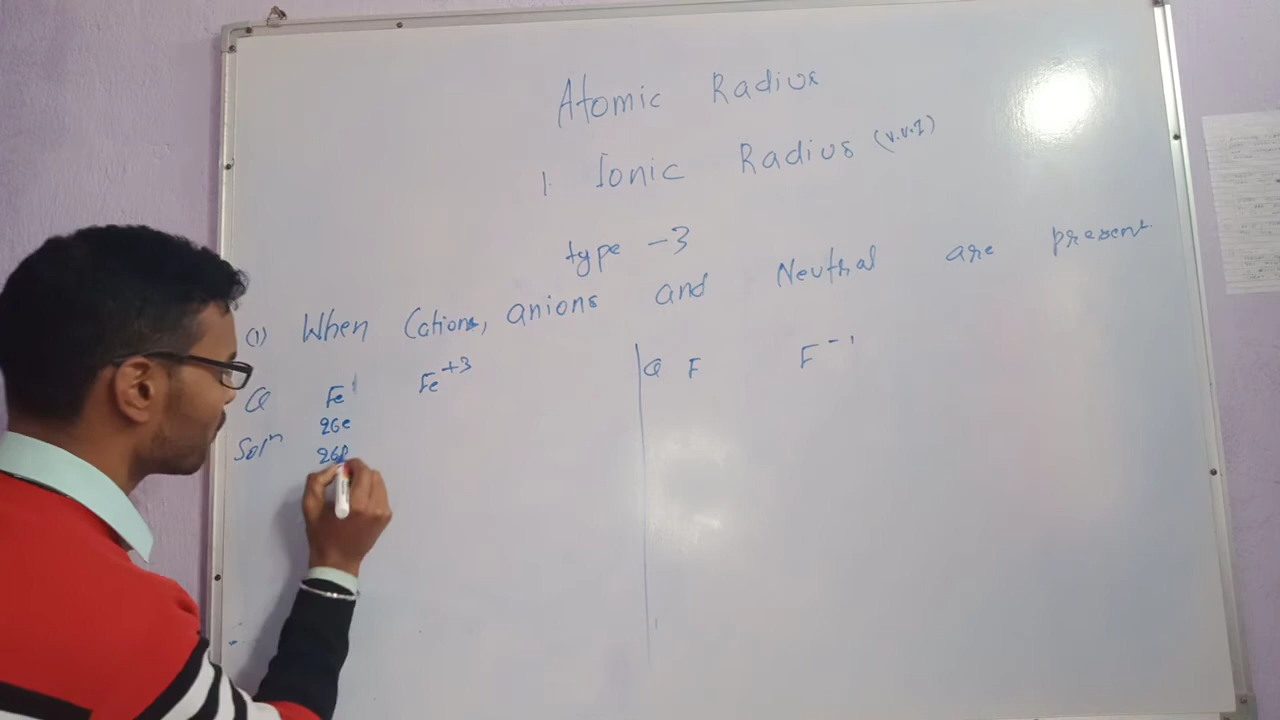 Atomic Radius
1. Ionic Radius (V.V.I)
type -3
(1) When Cations, anions and Neutral are present
Q Fe Fe+3
Q F F-1
Soln 26e
26p